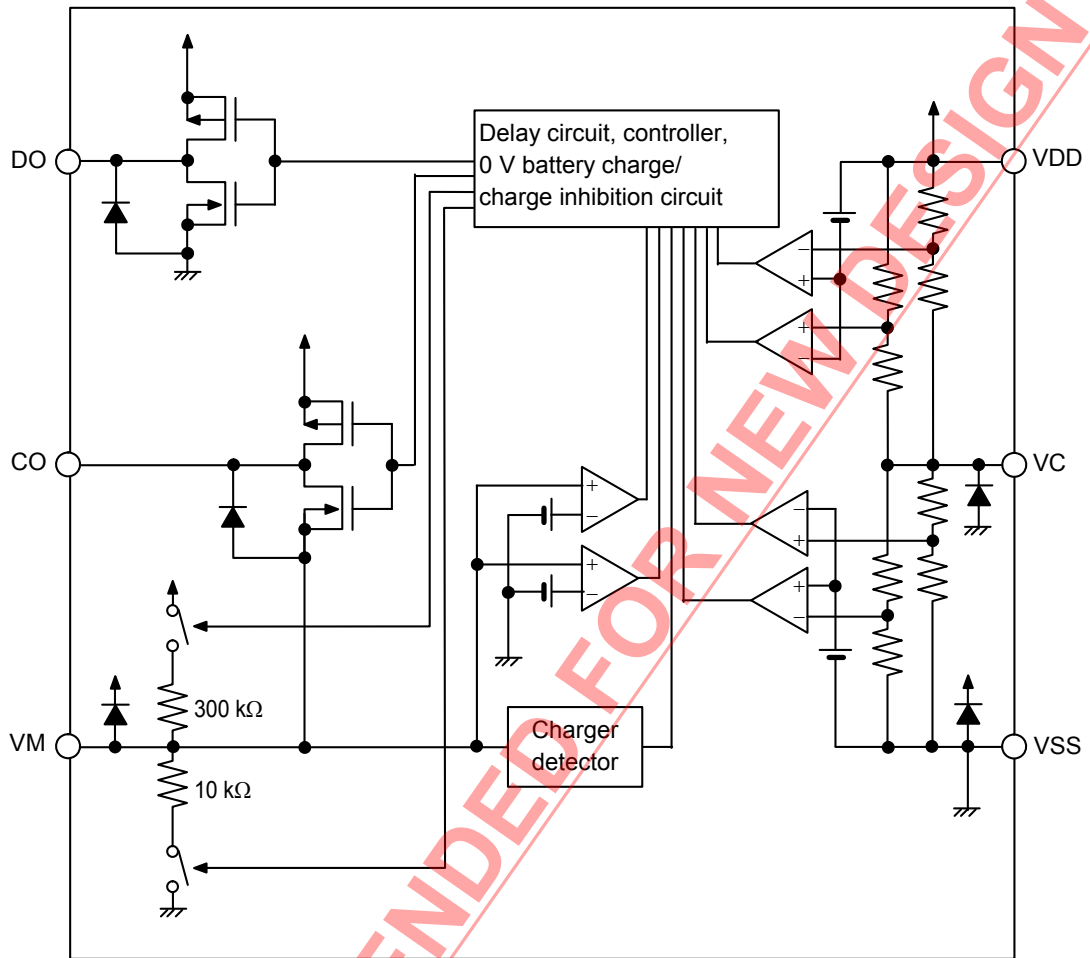 Delay circuit, controller,
0 V battery charge/
charge inhibition circuit
DO
VDD
CO
VC
300 kΩ
VM
10 kΩ
Charger
detector
VSS
+
−
−
+
+
−
+
−
−
+
+
−
ENDED FOR NEW DESIGN